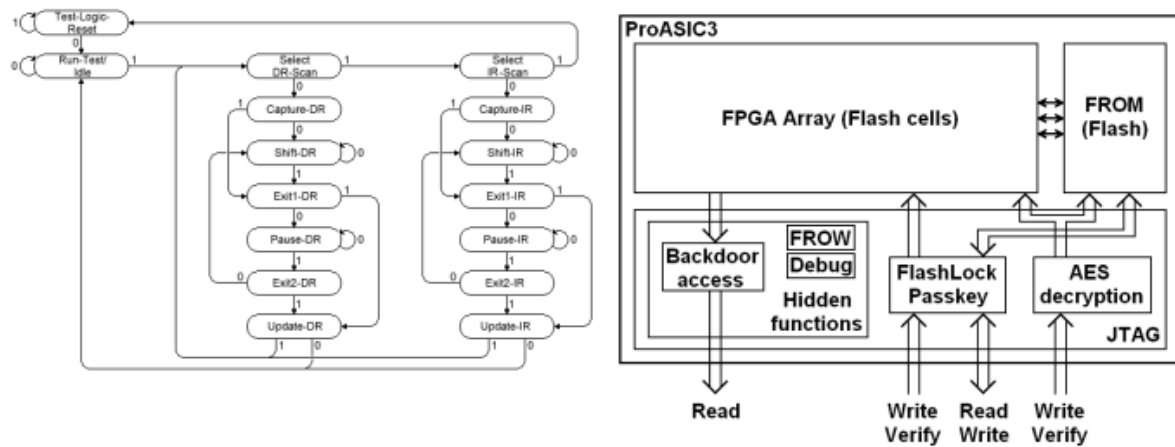 Test-Logic-
Reset
1
0
Run-Test/
Idle
0
1
Select
DR-Scan
1
0
Select
IR-Scan
1
0
Capture-DR
1
0
Shift-DR
0
1
Exit1-DR
1
0
Pause-DR
0
1
Exit2-DR
0
1
Update-DR
1
0
Capture-IR
1
0
Shift-IR
0
1
Exit1-IR
1
0
Pause-IR
0
1
Exit2-IR
0
1
Update-IR
1
0
ProASIC3
FPGA Array (Flash cells)
FROM
(Flash)
Backdoor
access
FROW
Debug
Hidden
functions
FlashLock
Passkey
AES
decryption
JTAG
Read
Write
Verify
Read
Write
Write
Verify